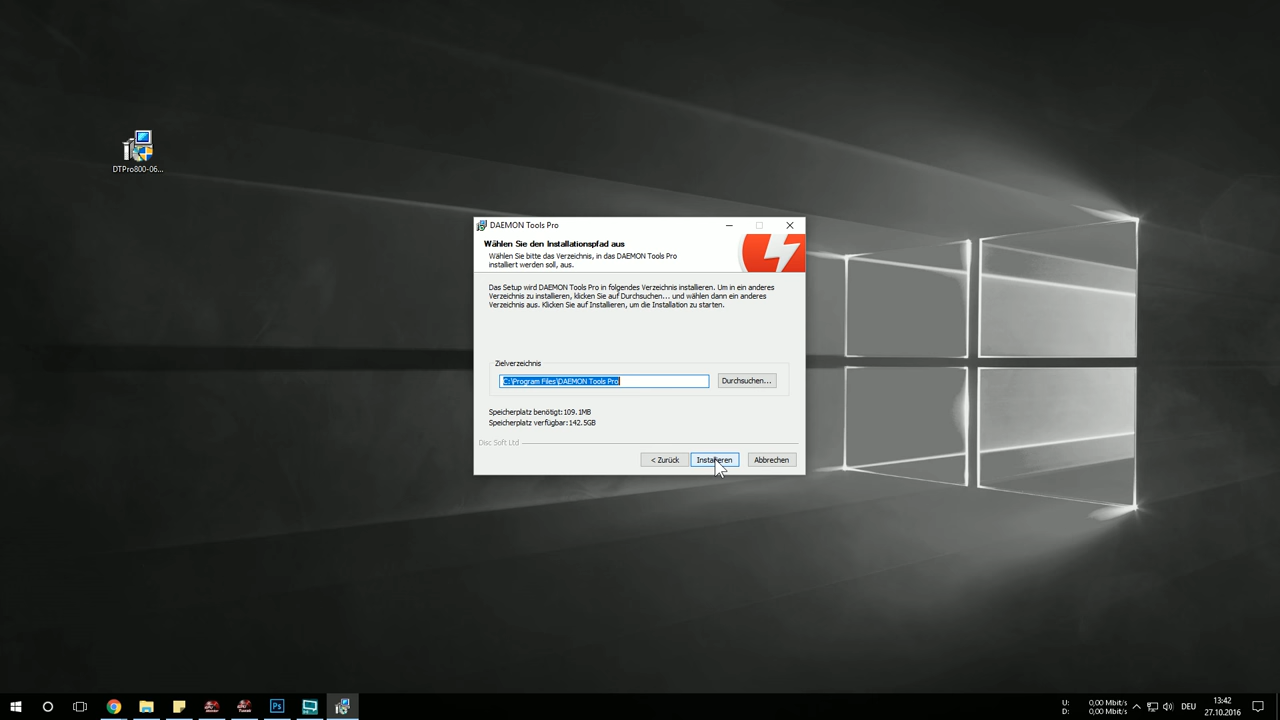 DTPro800-06...
DAEMON Tools Pro
Wählen Sie den Installationspfad aus
Wählen Sie bitte das Verzeichnis, in das DAEMON Tools Pro
installiert werden soll, aus.
Das Setup wird DAEMON Tools Pro in folgendes Verzeichnis installieren. Um in ein anderes
Verzeichnis zu installieren, klicken Sie auf Durchsuchen... und wählen dann ein anderes
Verzeichnis aus. Klicken Sie auf Installieren, um die Installation zu starten.
Zielverzeichnis
C:\Program Files\DAEMON Tools Pro
Durchsuchen...
Speicherplatz benötigt:109.1MB
Speicherplatz verfügbar:142.5GB
Disc Soft Ltd
< Zurück
Installieren
Abbrechen
Ps
U: 0,00 Mbit/s
D: 0,00 Mbit/s
DEU
13:42
27.10.2016